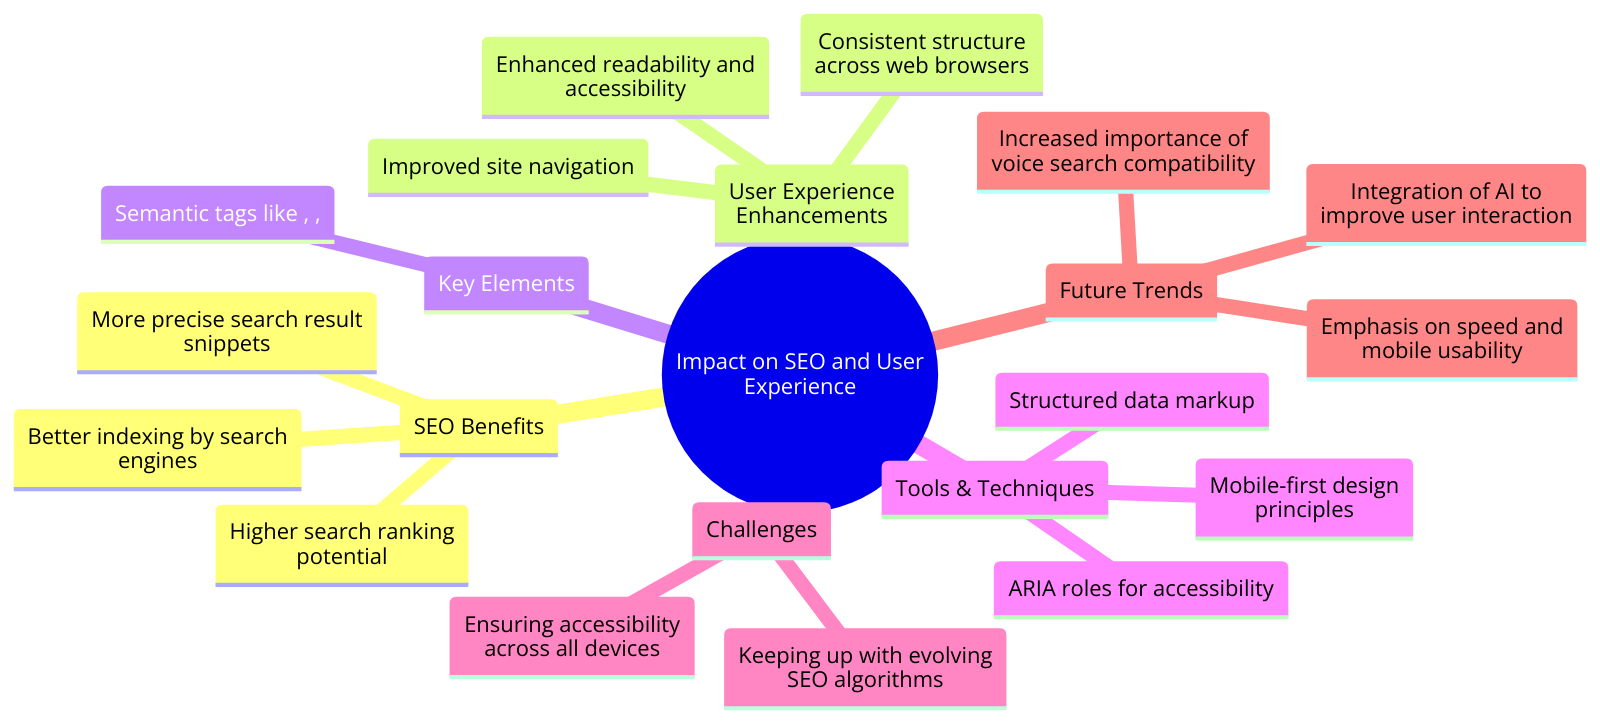 Impact on SEO and User
Experience
User Experience
Enhancements
Consistent structure
across web browsers
Enhanced readability and
accessibility
Improved site navigation
Key Elements
Semantic tags like , ,
SEO Benefits
More precise search result
snippets
Better indexing by search
engines
Higher search ranking
potential
Challenges
Ensuring accessibility
across all devices
Keeping up with evolving
SEO algorithms
Tools & Techniques
Structured data markup
Mobile-first design
principles
ARIA roles for accessibility
Future Trends
Increased importance of
voice search compatibility
Integration of AI to
improve user interaction
Emphasis on speed and
mobile usability